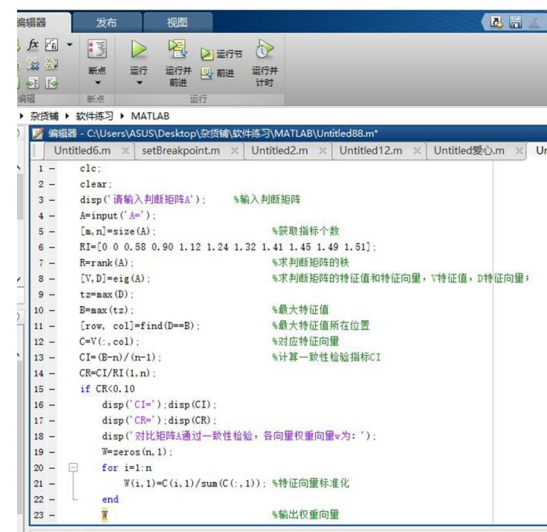 编辑器 发布 视图
fx
断点 运行 运行并前进 运行节 前进 运行并计时
编辑 断点 运行
杂货铺 ▸ 软件练习 ▸ MATLAB
编辑器 - C:\Users\ASUS\Desktop\杂货铺\软件练习\MATLAB\Untitled88.m*
Untitled6.m × setBreakpoint.m × Untitled2.m × Untitled12.m × Untitled爱心.m × Un
1 - clc;
2 - clear;
3 - disp('请输入判断矩阵A'); %输入判断矩阵
4 - A=input('A=');
5 - [m,n]=size(A); %获取指标个数
6 - RI=[0 0 0.58 0.90 1.12 1.24 1.32 1.41 1.45 1.49 1.51];
7 - R=rank(A); %求判断矩阵的秩
8 - [V,D]=eig(A); %求判断矩阵的特征值和特征向量，V特征值，D特征向量；
9 - tz=max(D);
10 - B=max(tz); %最大特征值
11 - [row, col]=find(D==B); %最大特征值所在位置
12 - C=V(:,col); %对应特征向量
13 - CI=(B-n)/(n-1); %计算一致性检验指标CI
14 - CR=CI/RI(1,n);
15 - if CR<0.10
16 - disp('CI=');disp(CI);
17 - disp('CR=');disp(CR);
18 - disp('对比矩阵A通过一致性检验，各向量权重向量w为：');
19 - W=zeros(n,1);
20 - for i=1:n
21 - W(i,1)=C(i,1)/sum(C(:,1)); %特征向量标准化
22 - end
23 - W %输出权重向量